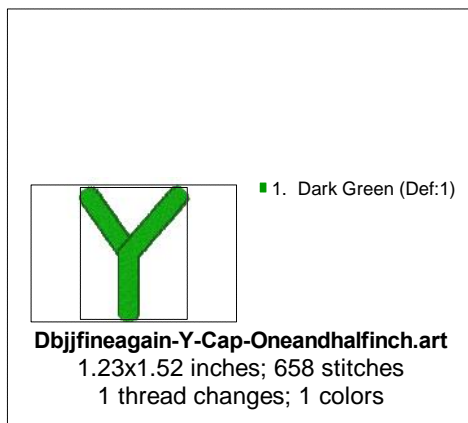 1. Dark Green (Def:1)
Y
Dbjjfineagain-Y-Cap-Oneandhalfinch.art
1.23x1.52 inches; 658 stitches
1 thread changes; 1 colors